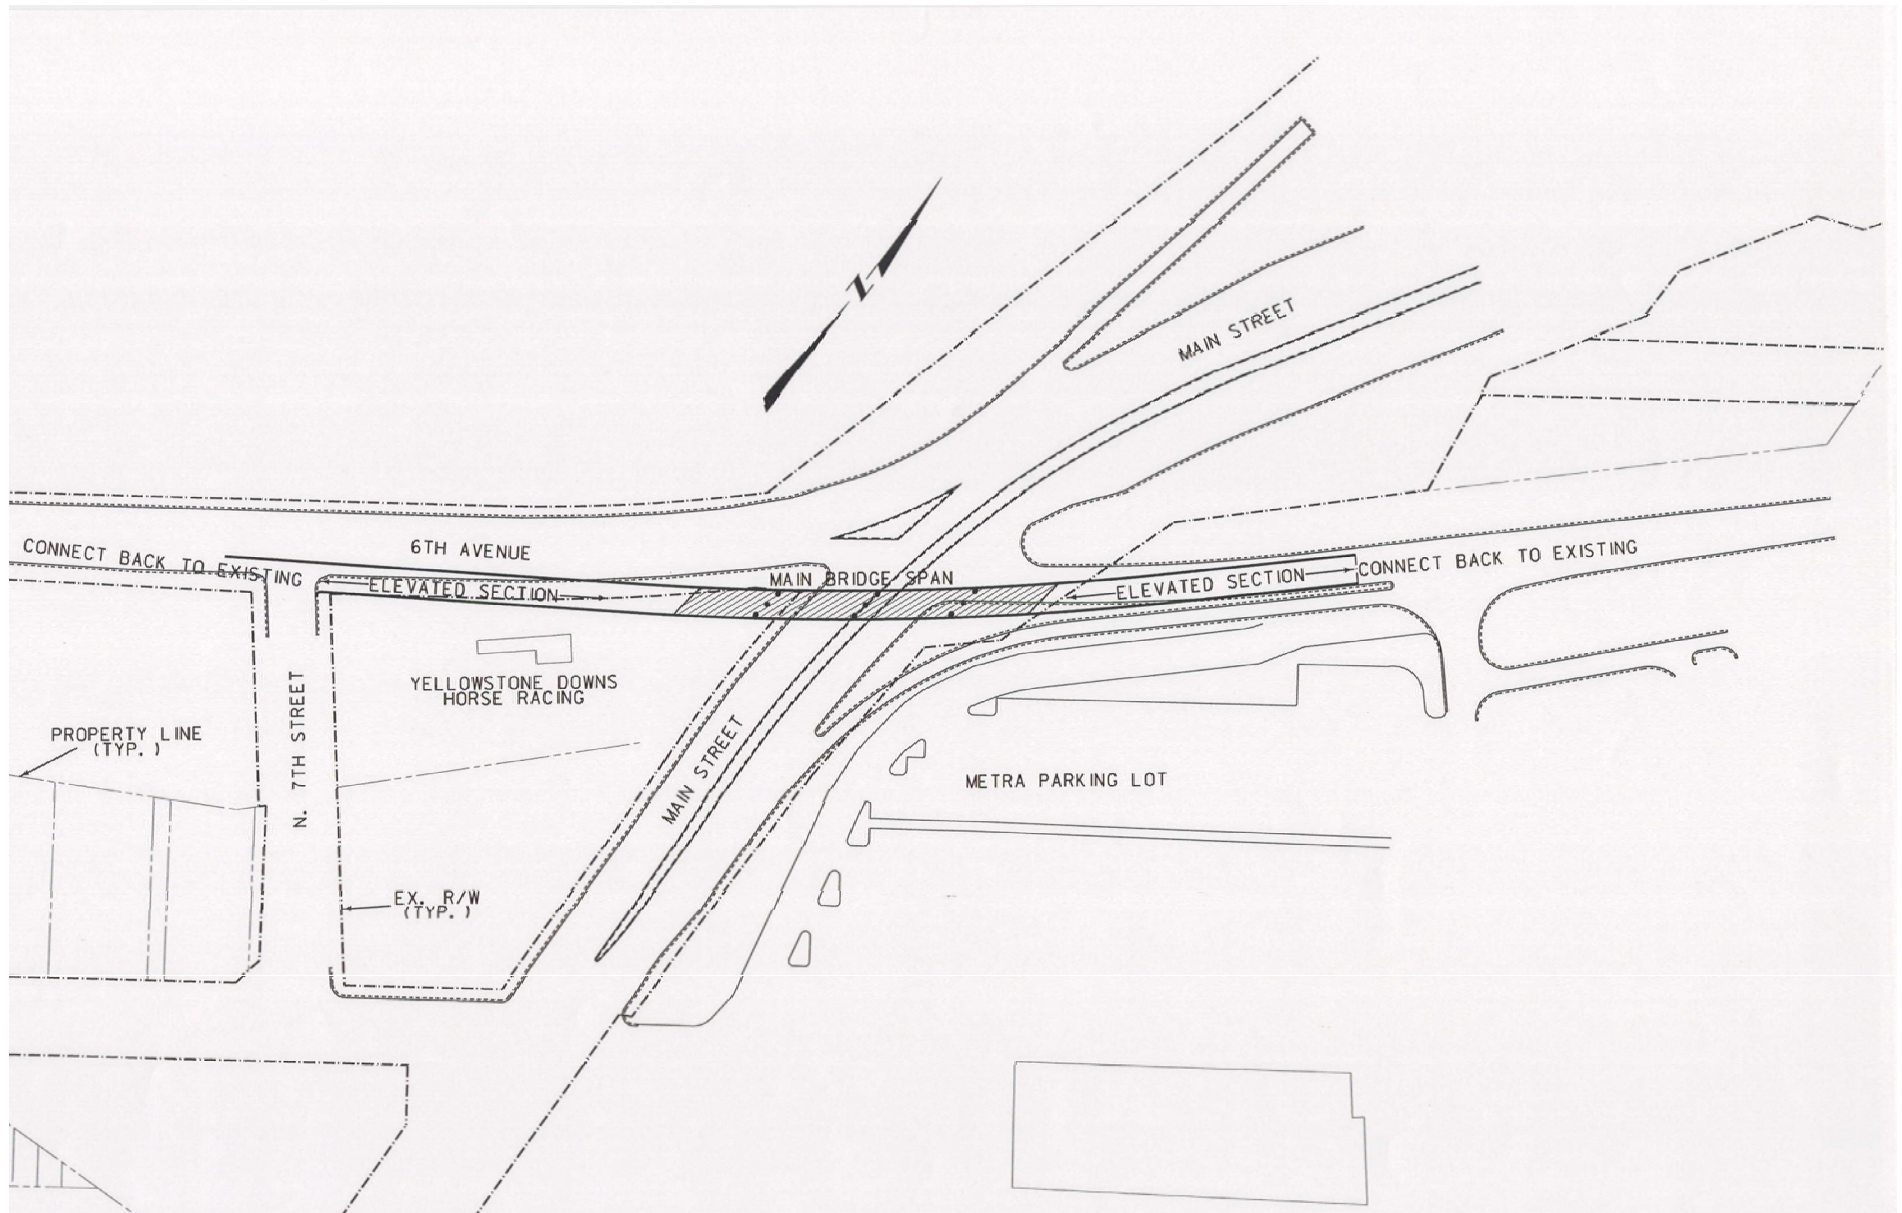 N
MAIN STREET
6TH AVENUE
CONNECT BACK TO EXISTING
ELEVATED SECTION
MAIN BRIDGE SPAN
ELEVATED SECTION
CONNECT BACK TO EXISTING
YELLOWSTONE DOWNS
HORSE RACING
PROPERTY LINE
(TYP.)
N. 7TH STREET
MAIN STREET
METRA PARKING LOT
EX. R/W
(TYP.)